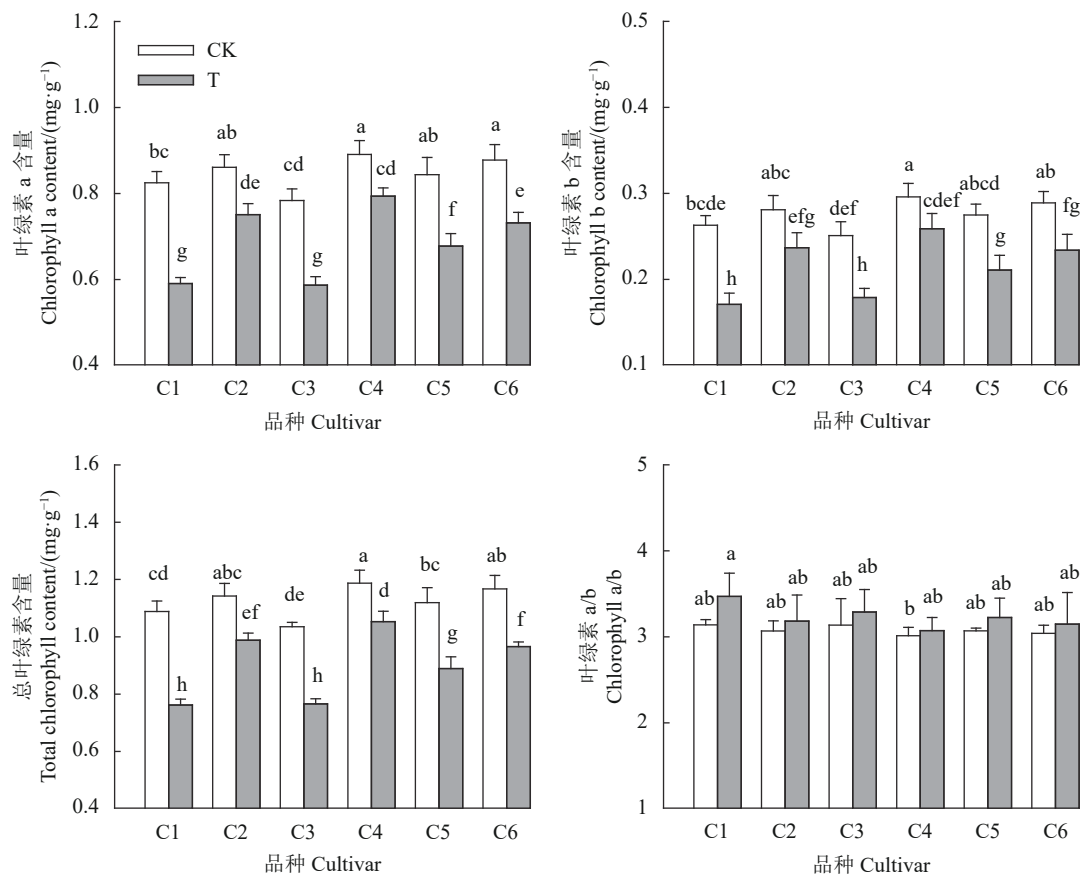 叶绿素 a 含量
Chlorophyll a content/(mg·g⁻¹)
1.2
1.0
0.8
0.6
0.4
CK
T
bc
g
ab
de
cd
g
a
cd
ab
f
a
e
C1 C2 C3 C4 C5 C6
品种 Cultivar
叶绿素 b 含量
Chlorophyll b content/(mg·g⁻¹)
0.5
0.4
0.3
0.2
0.1
bcde
h
abc
efg
def
h
a
cdef
abcd
g
ab
fg
C1 C2 C3 C4 C5 C6
品种 Cultivar
总叶绿素含量
Total chlorophyll content/(mg·g⁻¹)
1.6
1.4
1.2
1.0
0.8
0.6
0.4
cd
h
abc
ef
de
h
a
d
bc
g
ab
f
C1 C2 C3 C4 C5 C6
品种 Cultivar
叶绿素 a/b
Chlorophyll a/b
5
4
3
2
1
ab
a
ab
ab
ab
ab
b
ab
ab
ab
ab
ab
C1 C2 C3 C4 C5 C6
品种 Cultivar